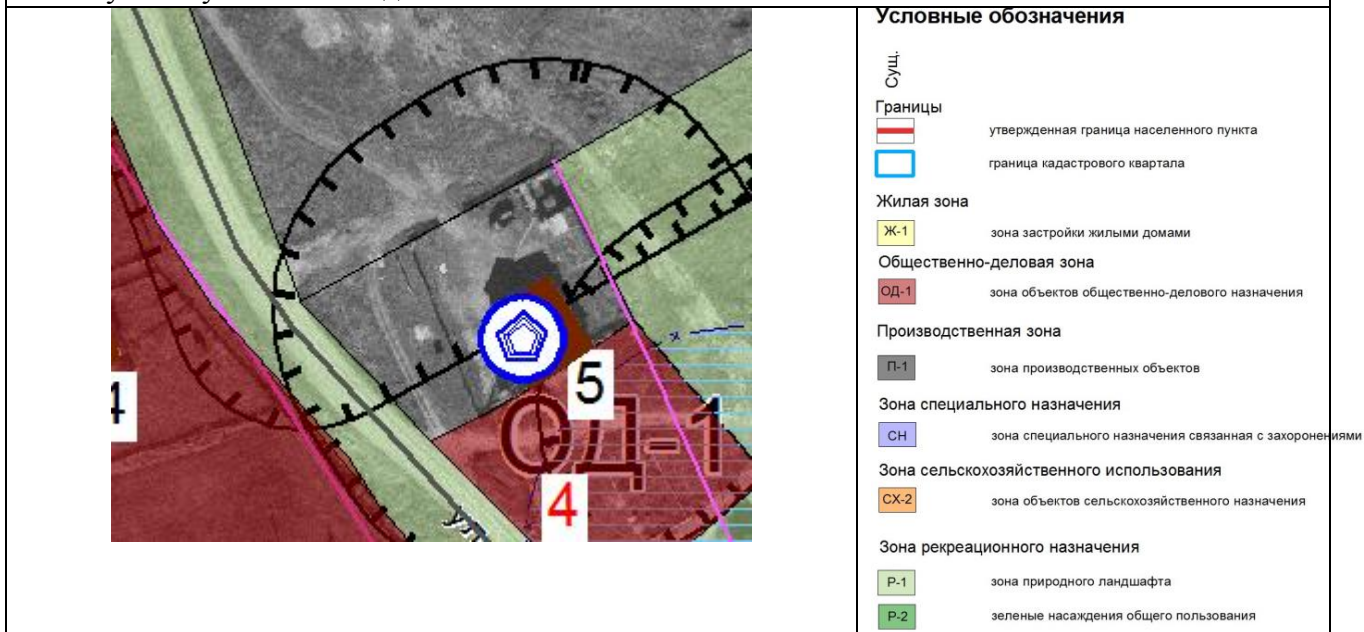 Условные обозначения
Сущ.
Границы
утвержденная граница населенного пункта
граница кадастрового квартала
Жилая зона
Ж-1 зона застройки жилыми домами
Общественно-деловая зона
ОД-1 зона объектов общественно-делового назначения
Производственная зона
П-1 зона производственных объектов
Зона специального назначения
СН зона специального назначения связанная с захоронениями
Зона сельскохозяйственного использования
СХ-2 зона объектов сельскохозяйственного назначения
Зона рекреационного назначения
Р-1 зона природного ландшафта
Р-2 зеленые насаждения общего пользования
4
5
ОД-1
4
ул